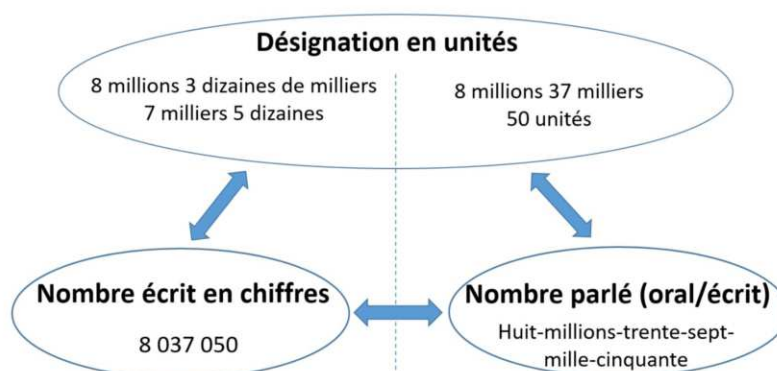 Désignation en unités
8 millions 3 dizaines de milliers
7 milliers 5 dizaines
8 millions 37 milliers
50 unités
Nombre écrit en chiffres
8 037 050
Nombre parlé (oral/écrit)
Huit-millions-trente-sept-
mille-cinquante